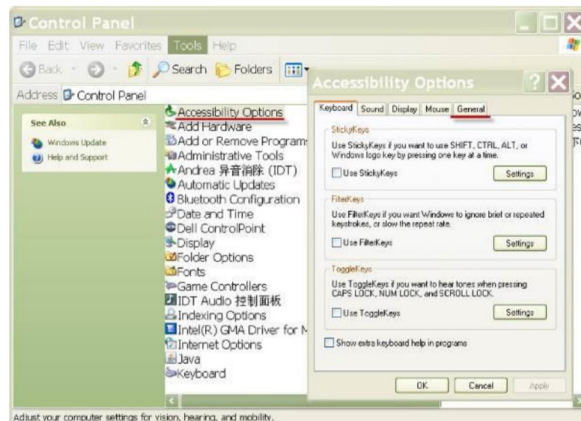 Control Panel
File Edit View Favorites Tools Help
Back Search Folders
Address Control Panel
See Also
Windows Update
Help and Support
Accessibility Options
Add Hardware
Add or Remove Program
Administrative Tools
Andrea 异音消除 (IDT)
Automatic Updates
Bluetooth Configuration
Date and Time
Dell ControlPoint
Display
Folder Options
Fonts
Game Controllers
IDT Audio 控制面板
Indexing Options
Intel(R) GMA Driver for M
Internet Options
Java
Keyboard
Adjust your computer settings for vision, hearing, and mobility.
Accessibility Options
Keyboard Sound Display Mouse General
StickyKeys
Use StickyKeys if you want to use SHIFT, CTRL, ALT, or
Windows logo key by pressing one key at a time.
Use StickyKeys Settings
FilterKeys
Use FilterKeys if you want Windows to ignore brief or repeated
keystrokes, or slow the repeat rate.
Use FilterKeys Settings
ToggleKeys
Use ToggleKeys if you want to hear tones when pressing
CAPS LOCK, NUM LOCK, and SCROLL LOCK.
Use ToggleKeys Settings
Show extra keyboard help in programs
OK Cancel Apply